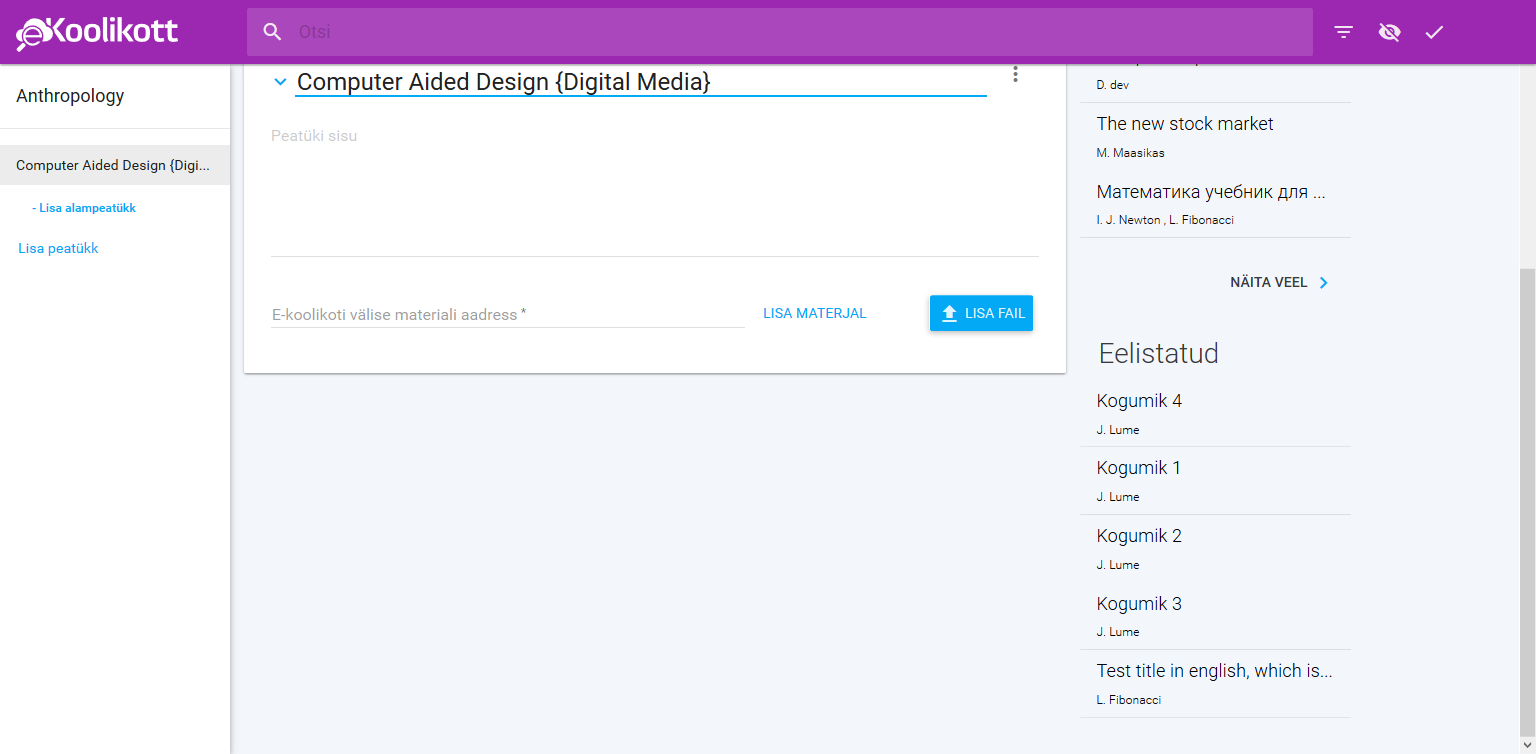 eKoolikott
Otsi
Anthropology
Computer Aided Design {Digi...
- Lisa alampeatükk
Lisa peatükk
Computer Aided Design {Digital Media}
Peatüki sisu
E-koolikoti välise materiali aadress *
LISA MATERJAL
LISA FAIL
D. dev
The new stock market
M. Maasikas
Математика учебник для ...
I. J. Newton , L. Fibonacci
NÄITA VEEL
Eelistatud
Kogumik 4
J. Lume
Kogumik 1
J. Lume
Kogumik 2
J. Lume
Kogumik 3
J. Lume
Test title in english, which is...
L. Fibonacci